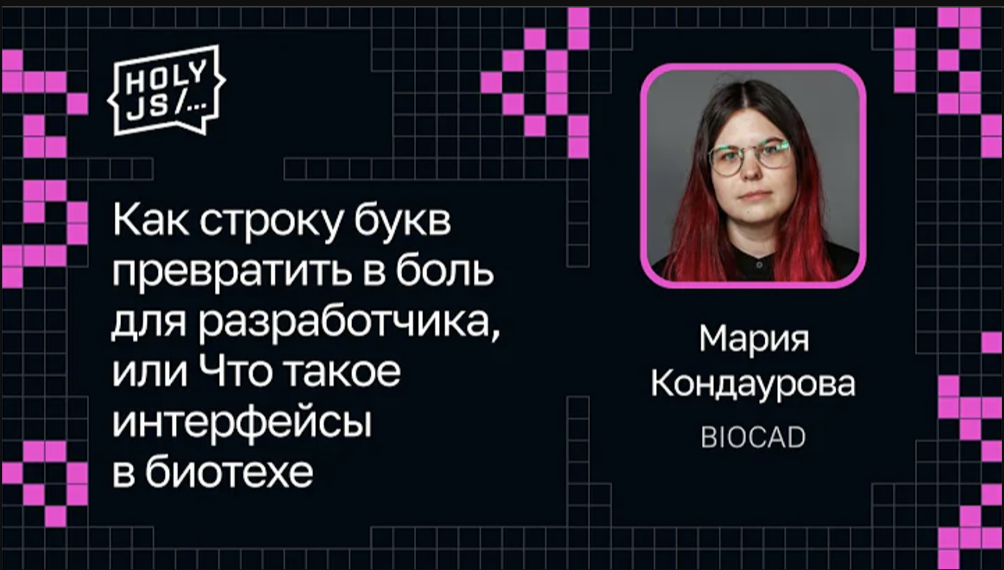 HOLY
JS /...
Как строку букв
превратить в боль
для разработчика,
или Что такое
интерфейсы
в биотехе
Мария
Кондаурова
BIOCAD